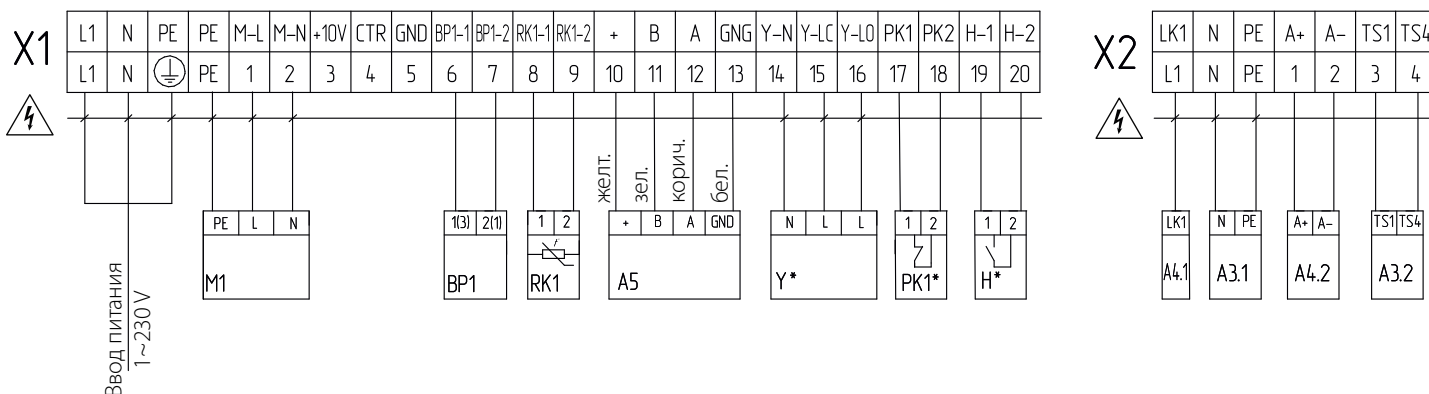 X1
L1 N PE PE M-L M-N +10V CTR GND BP1-1 BP1-2 RK1-1 RK1-2 + B A GNG Y-N Y-LC Y-LO PK1 PK2 H-1 H-2
L1 N PE 1 2 3 4 5 6 7 8 9 10 11 12 13 14 15 16 17 18 19 20
X2
LK1 N PE A+ A- TS1 TS4
L1 N PE 1 2 3 4
желт.
зел.
корич.
бел.
PE L N
M1
1(3) 2(1)
BP1
1 2
RK1
+ B A GND
A5
N L L
Y*
1 2
PK1*
1 2
H*
LK1
A4.1
N PE
A3.1
A+ A-
A4.2
TS1 TS4
A3.2
Ввод питания
1~230 V